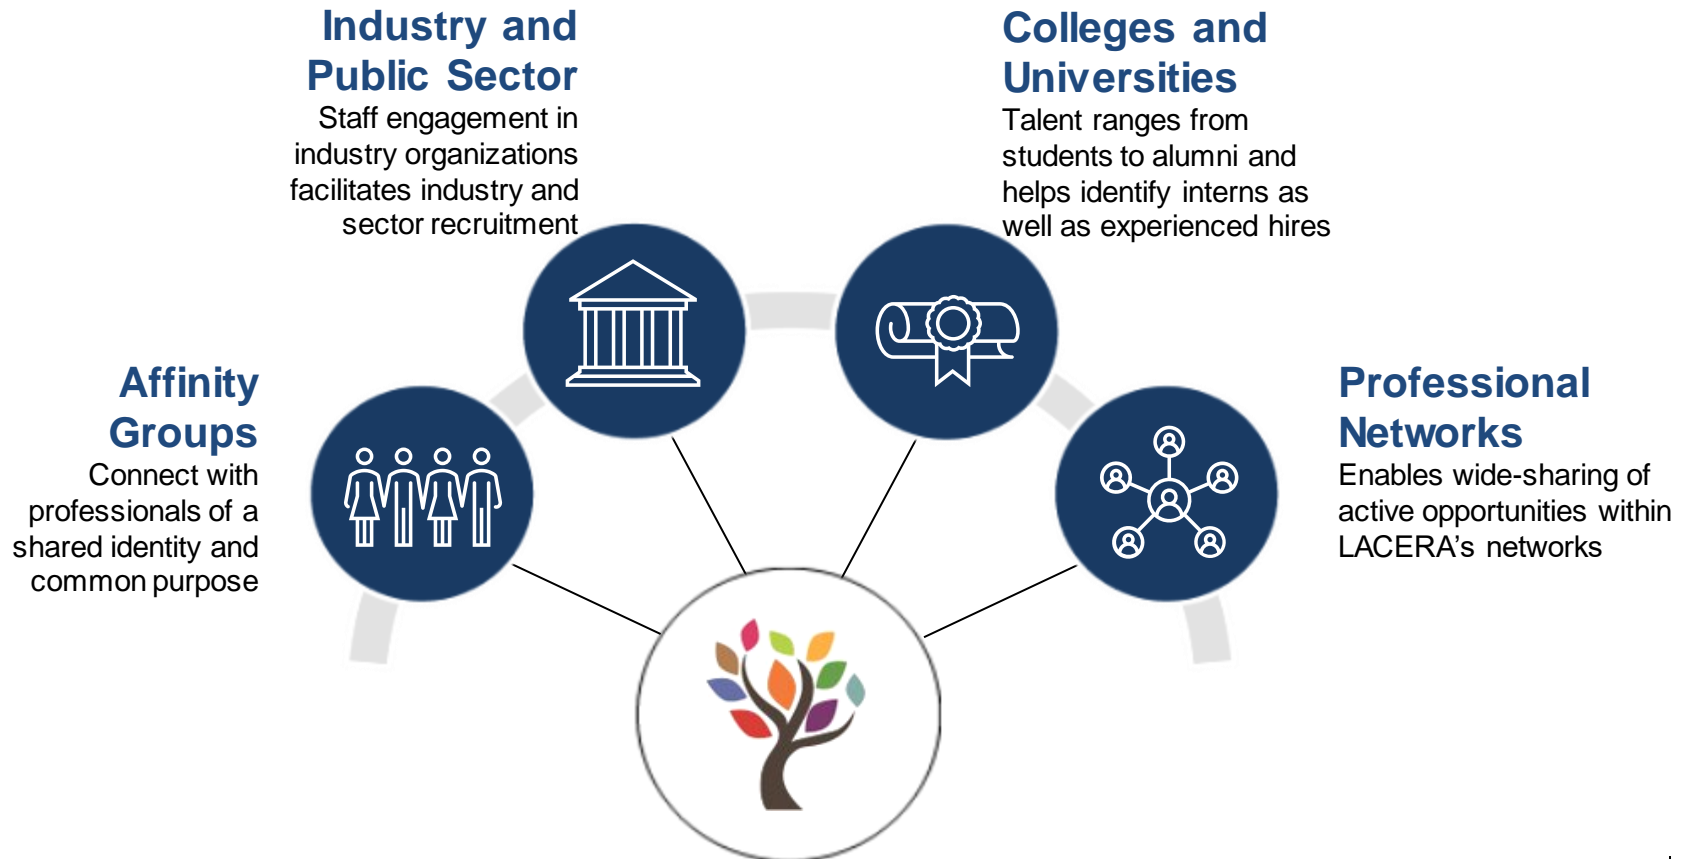 Industry and
Public Sector
Staff engagement in
industry organizations
facilitates industry and
sector recruitment
Colleges and
Universities
Talent ranges from
students to alumni and
helps identify interns as
well as experienced hires
Affinity
Groups
Connect with
professionals of a
shared identity and
common purpose
Professional
Networks
Enables wide-sharing of
active opportunities within
LACERA's networks